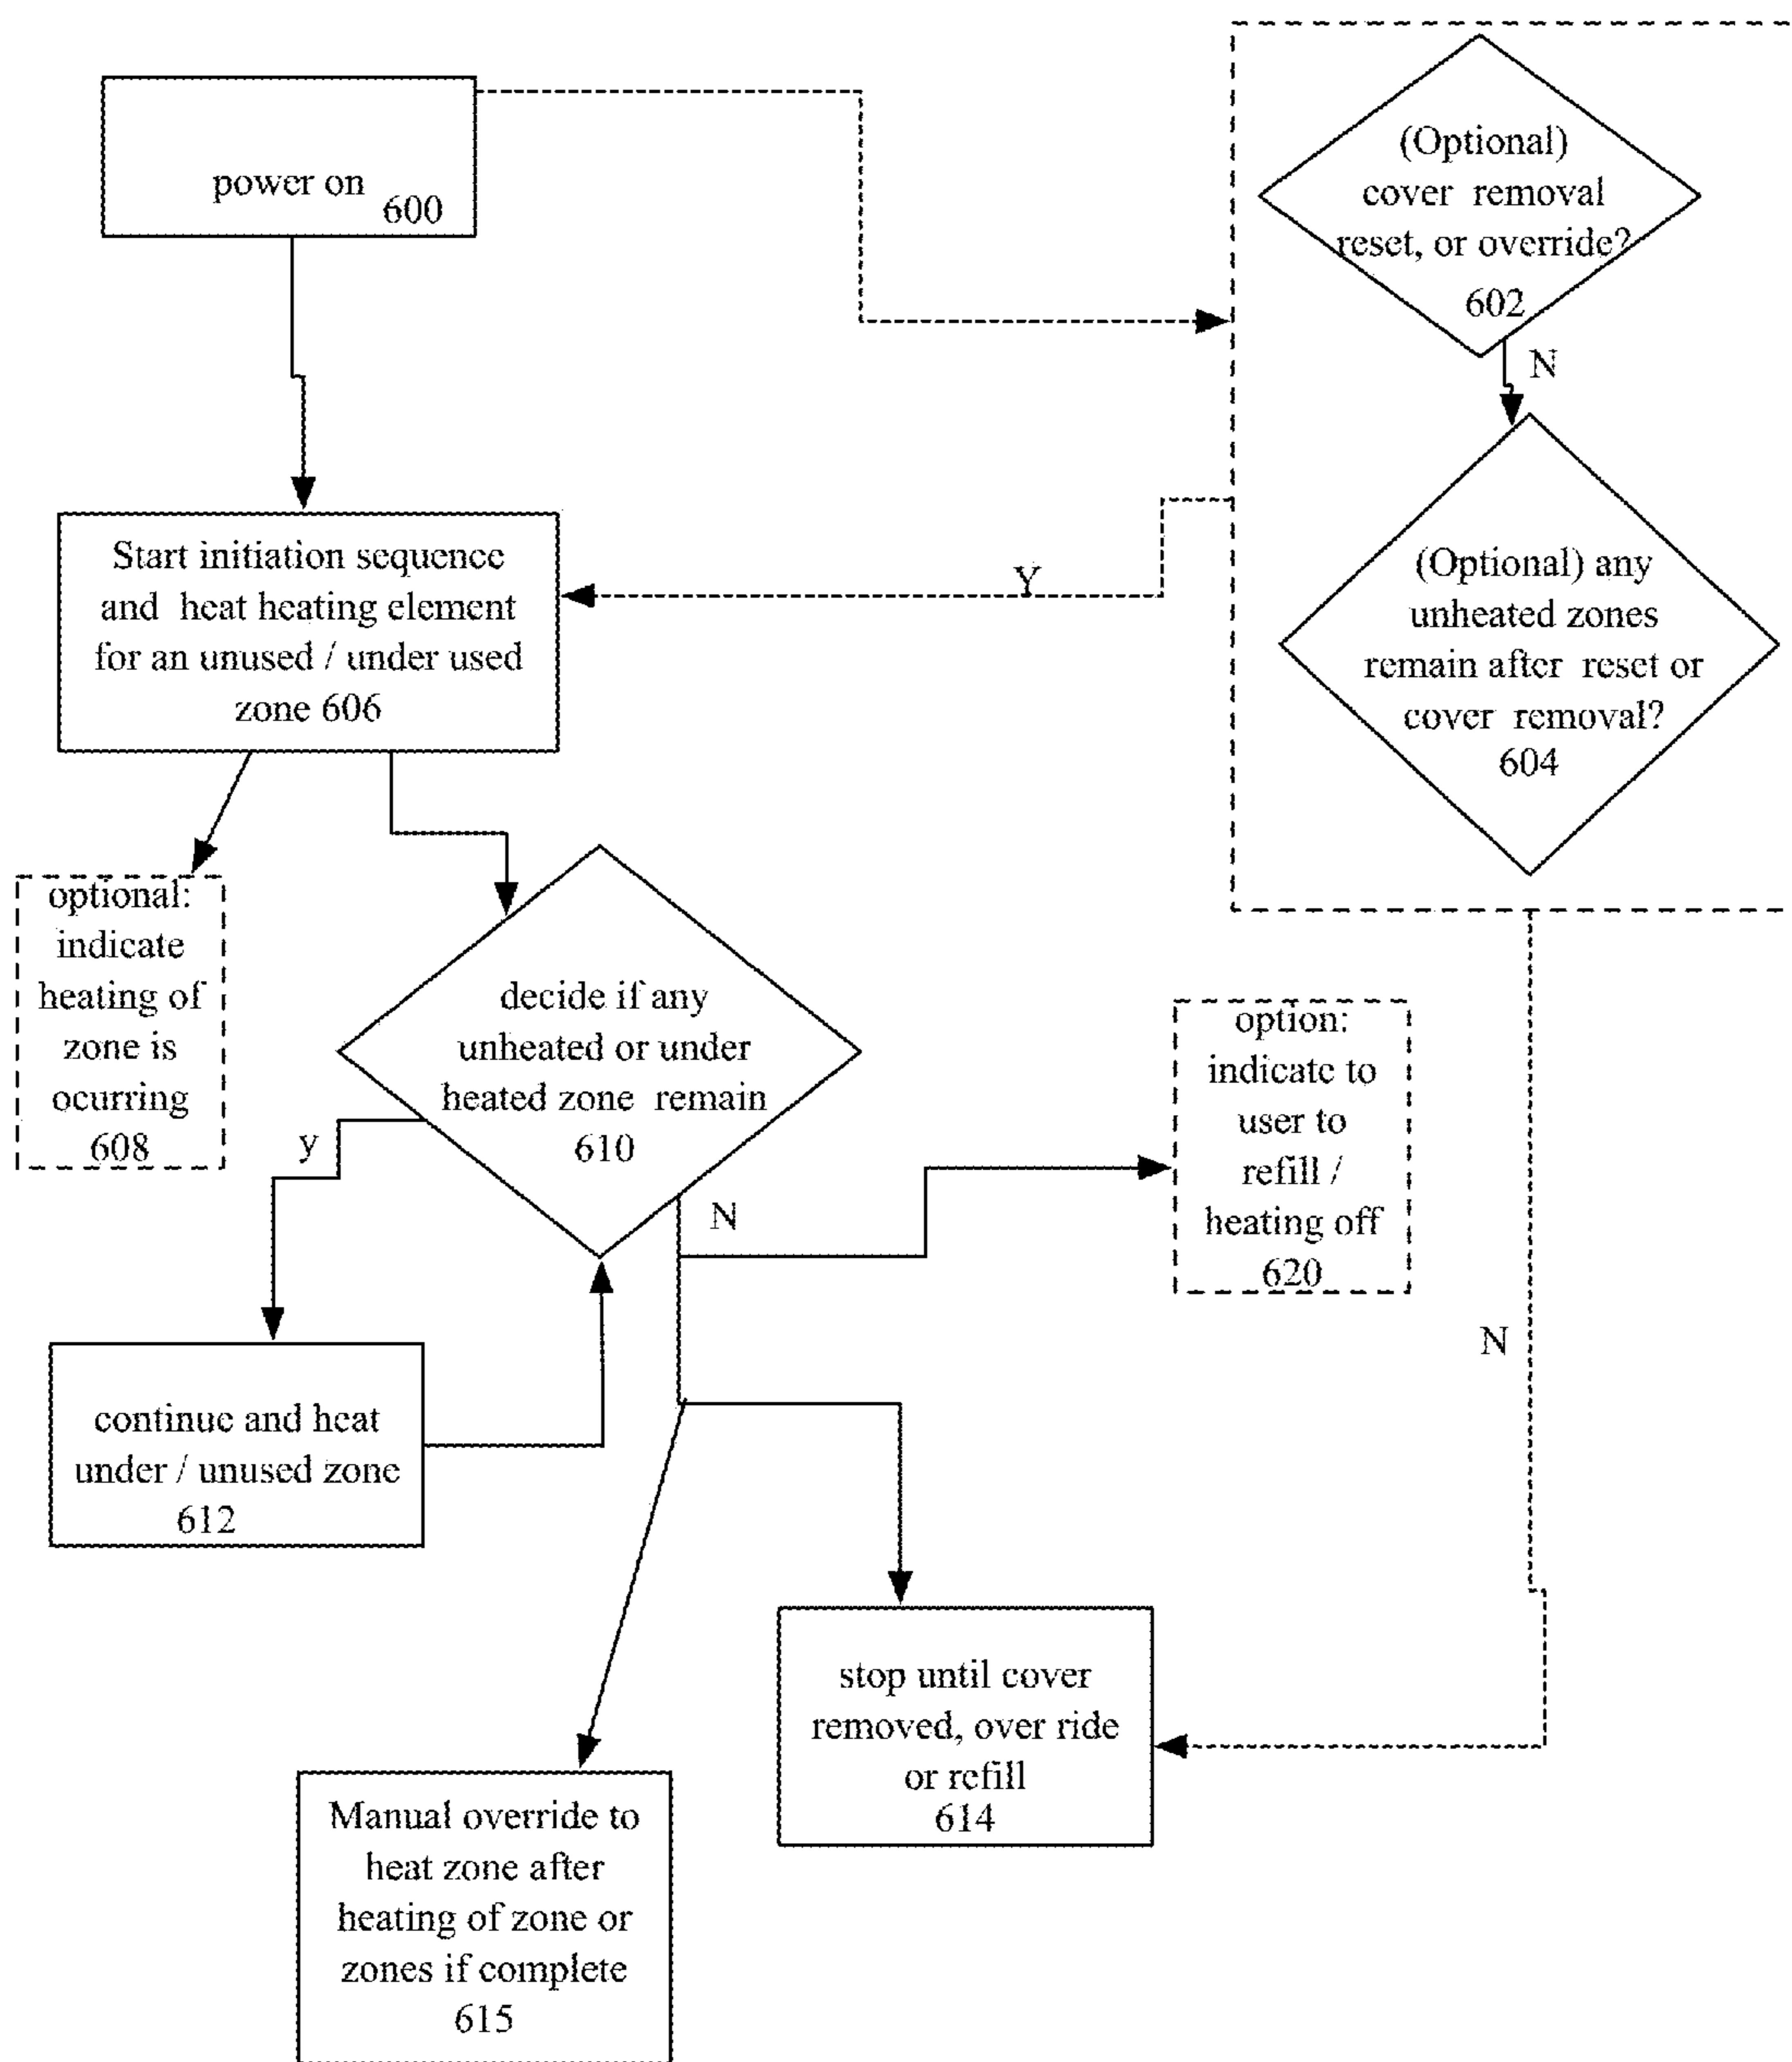 power on
600
(Optional)
cover removal
reset, or override?
602
N
(Optional) any
unheated zones
remain after reset or
cover removal?
604
Start initiation sequence
and heat heating element
for an unused / under used
zone 606
Y
optional:
indicate
heating of
zone is
ocurring
608
decide if any
unheated or under
heated zone remain
610
y
N
option:
indicate to
user to
refill /
heating off
620
N
continue and heat
under / unused zone
612
stop until cover
removed, over ride
or refill
614
Manual override to
heat zone after
heating of zone or
zones if complete
615